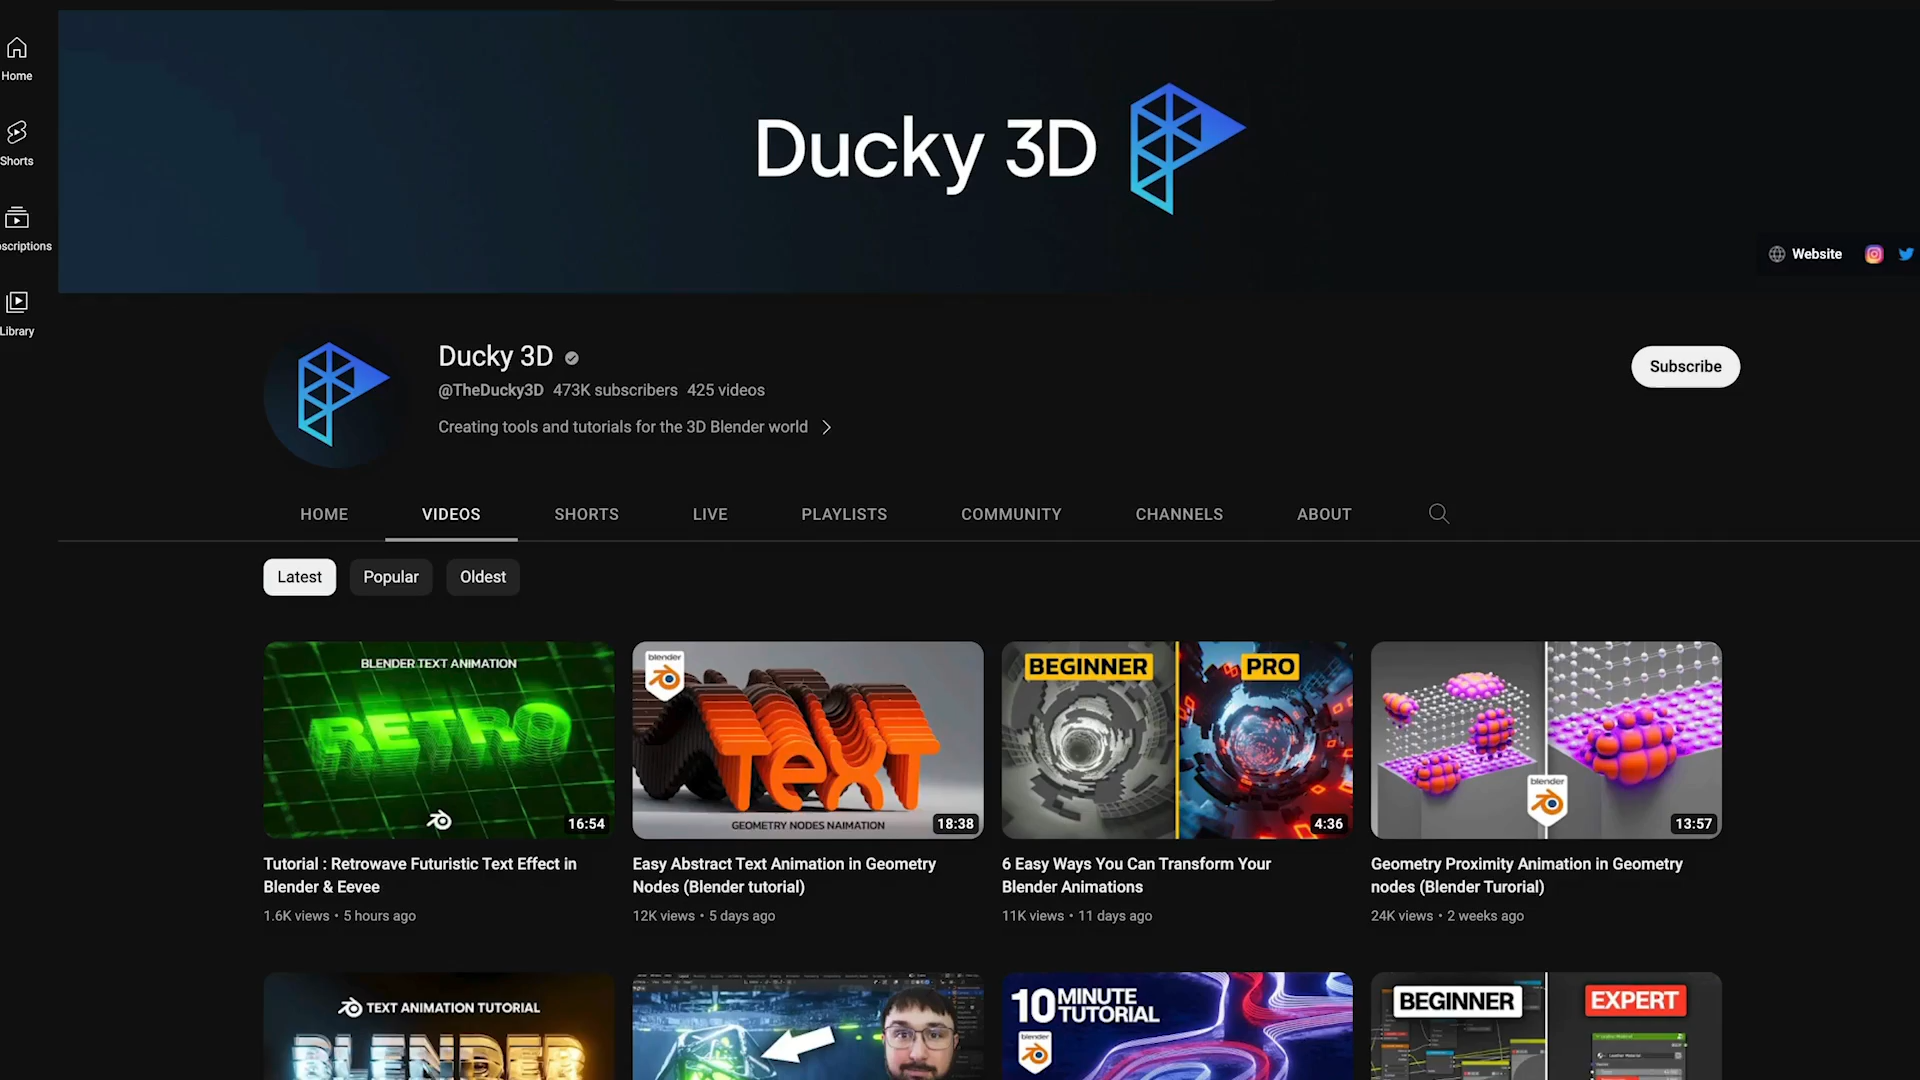 Ducky 3D
Home
Shorts
scriptions
Library
Website
Ducky 3D
@TheDucky3D 473K subscribers 425 videos
Creating tools and tutorials for the 3D Blender world
Subscribe
HOME VIDEOS SHORTS LIVE PLAYLISTS COMMUNITY CHANNELS ABOUT
Latest Popular Oldest
BLENDER TEXT ANIMATION
RETRO
16:54
Tutorial : Retrowave Futuristic Text Effect in
Blender & Eevee
1.6K views • 5 hours ago
blender
TeXT
GEOMETRY NODES NAIMATION
18:38
Easy Abstract Text Animation in Geometry
Nodes (Blender tutorial)
12K views • 5 days ago
BEGINNER PRO
4:36
6 Easy Ways You Can Transform Your
Blender Animations
11K views • 11 days ago
blender
13:57
Geometry Proximity Animation in Geometry
nodes (Blender Turorial)
24K views • 2 weeks ago
TEXT ANIMATION TUTORIAL
BLENDER
10 MINUTE
TUTORIAL
blender
BEGINNER EXPERT